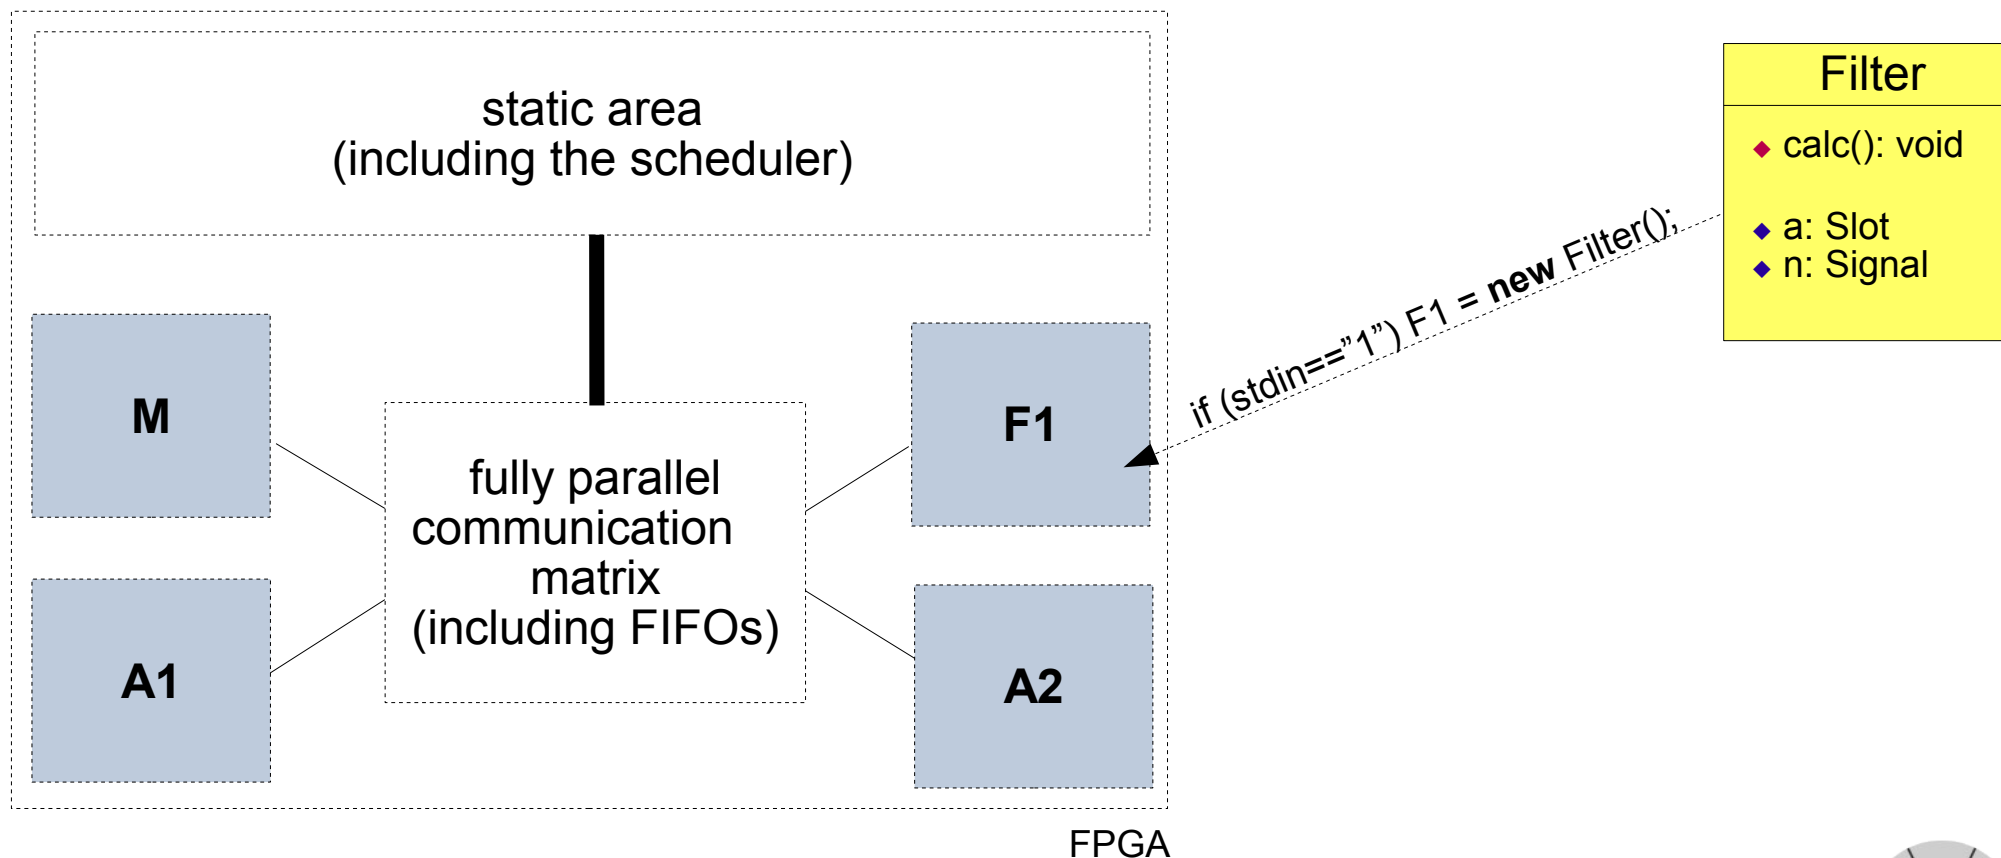 static area
(including the scheduler)
M
F1
fully parallel
communication
matrix
(including FIFOs)
A1
A2
FPGA
if (stdin==”1”) F1 = new Filter();
Filter
calc(): void
a: Slot
n: Signal